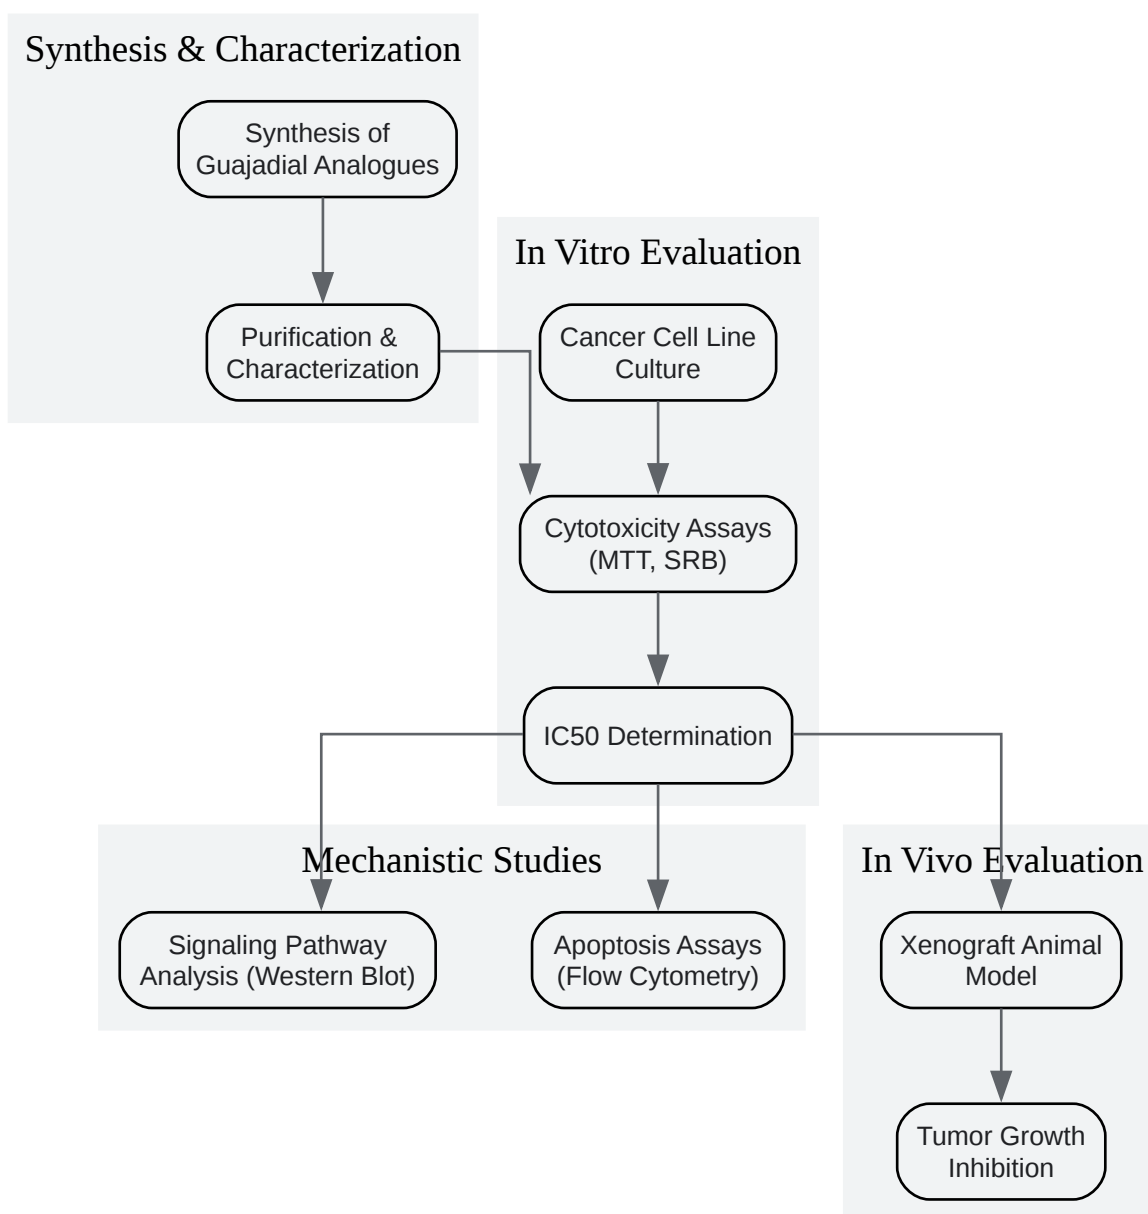 Synthesis & Characterization
Synthesis of
Guajadial Analogues
Purification &
Characterization
In Vitro Evaluation
Cancer Cell Line
Culture
Cytotoxicity Assays
(MTT, SRB)
IC50 Determination
Mechanistic Studies
Signaling Pathway
Analysis (Western Blot)
Apoptosis Assays
(Flow Cytometry)
In Vivo Evaluation
Xenograft Animal
Model
Tumor Growth
Inhibition